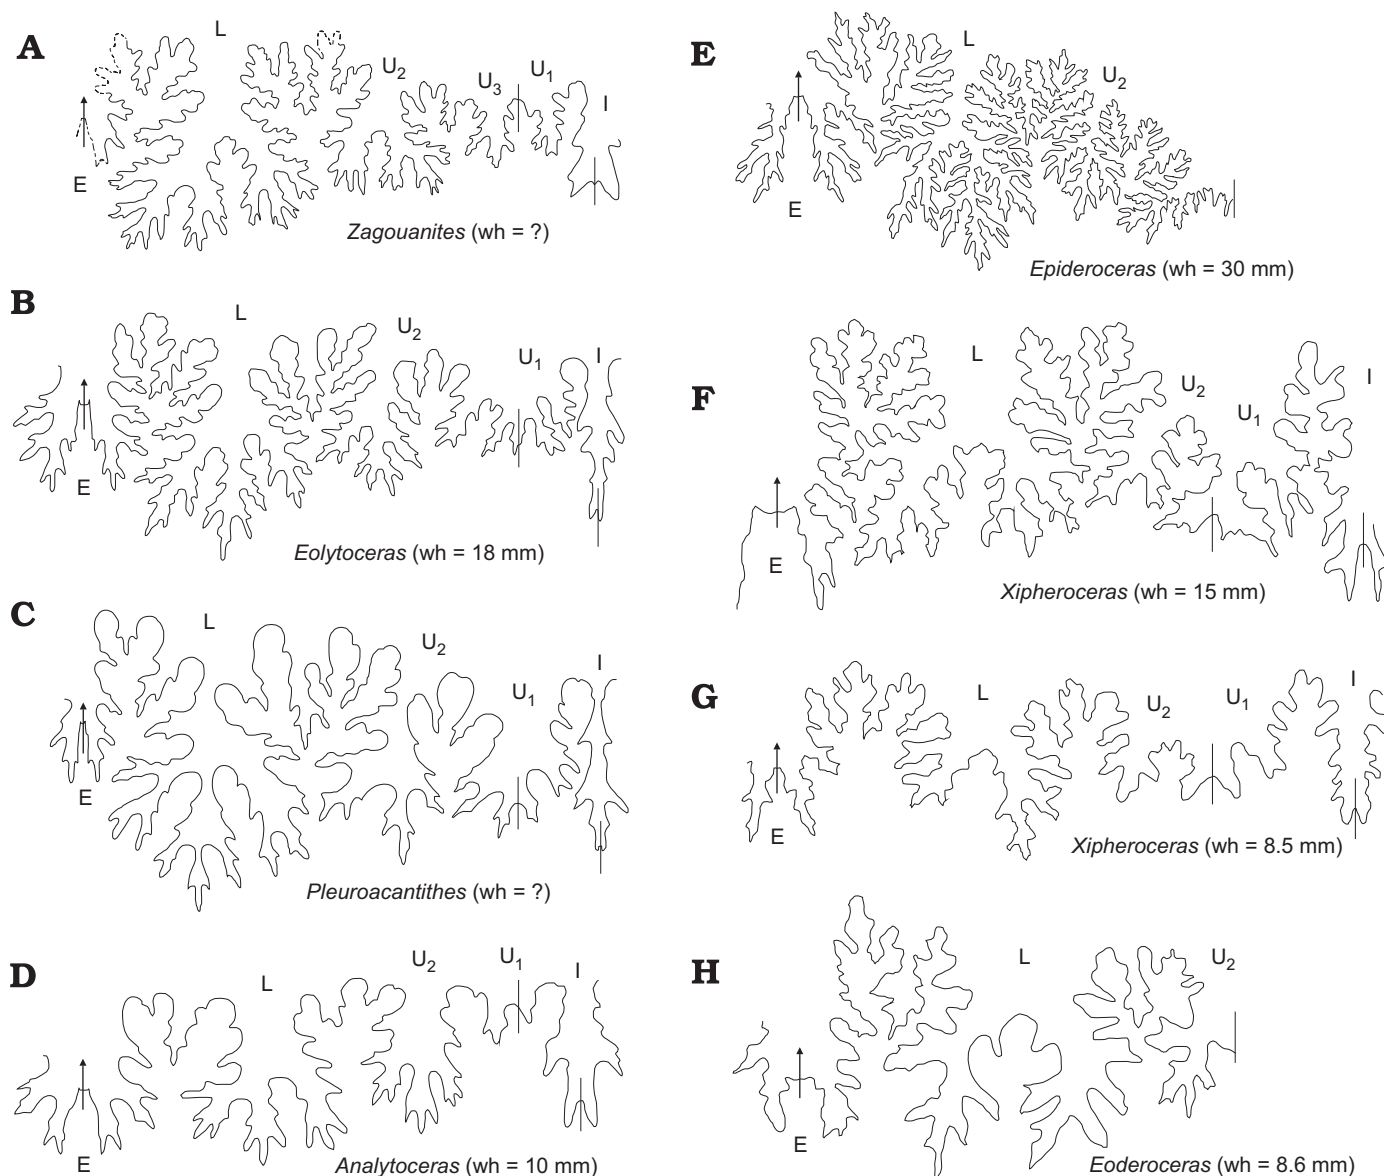 A
L
U2
U3
U1
I
E
Zagouanites (wh = ?)
B
L
U2
U1
I
E
Eolytoceras (wh = 18 mm)
C
L
U2
U1
I
E
Pleuroacantithes (wh = ?)
D
L
U2
U1
I
E
Analytoceras (wh = 10 mm)
E
L
U2
E
Epideroceras (wh = 30 mm)
F
L
U2
U1
I
E
Xipheroceras (wh = 15 mm)
G
L
U2
U1
I
E
Xipheroceras (wh = 8.5 mm)
H
L
U2
E
Eoderoceras (wh = 8.6 mm)